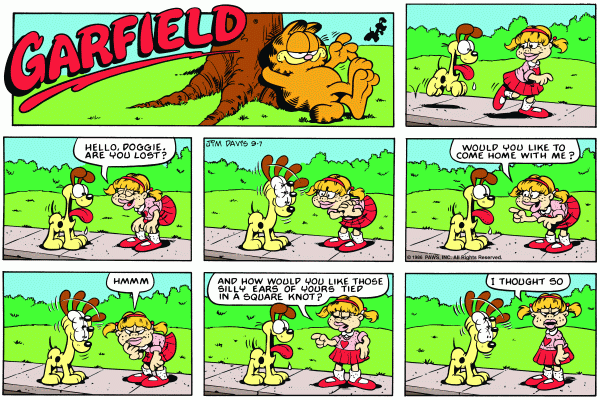 GARFIELD
HELLO, DOGGIE.
ARE YOU LOST?
JIM DAVIS 9-7
WOULD YOU LIKE TO
COME HOME WITH ME?
© 1986 PAWS, INC. All Rights Reserved.
HMMM
AND HOW WOULD YOU LIKE THOSE
SILLY EARS OF YOURS TIED
IN A SQUARE KNOT?
I THOUGHT SO